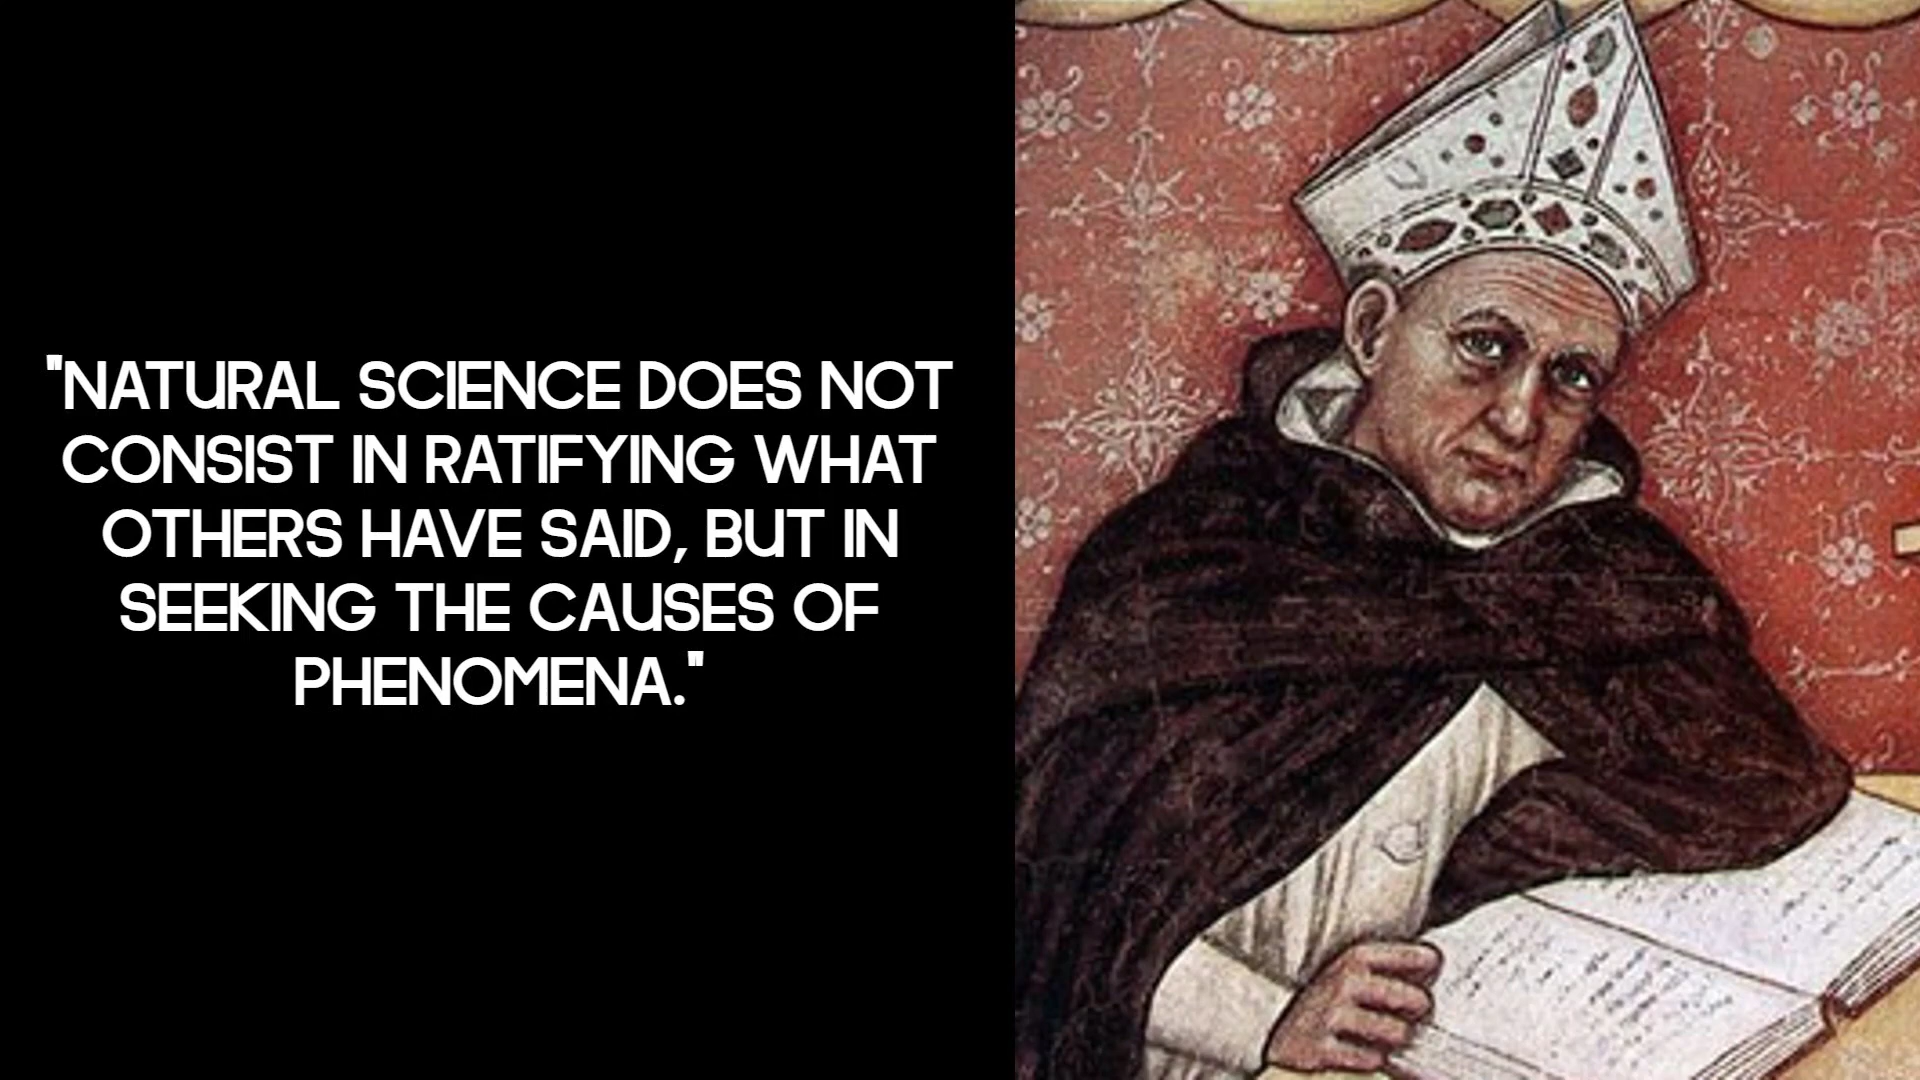 "NATURAL SCIENCE DOES NOT
CONSIST IN RATIFYING WHAT
OTHERS HAVE SAID, BUT IN
SEEKING THE CAUSES OF
PHENOMENA."